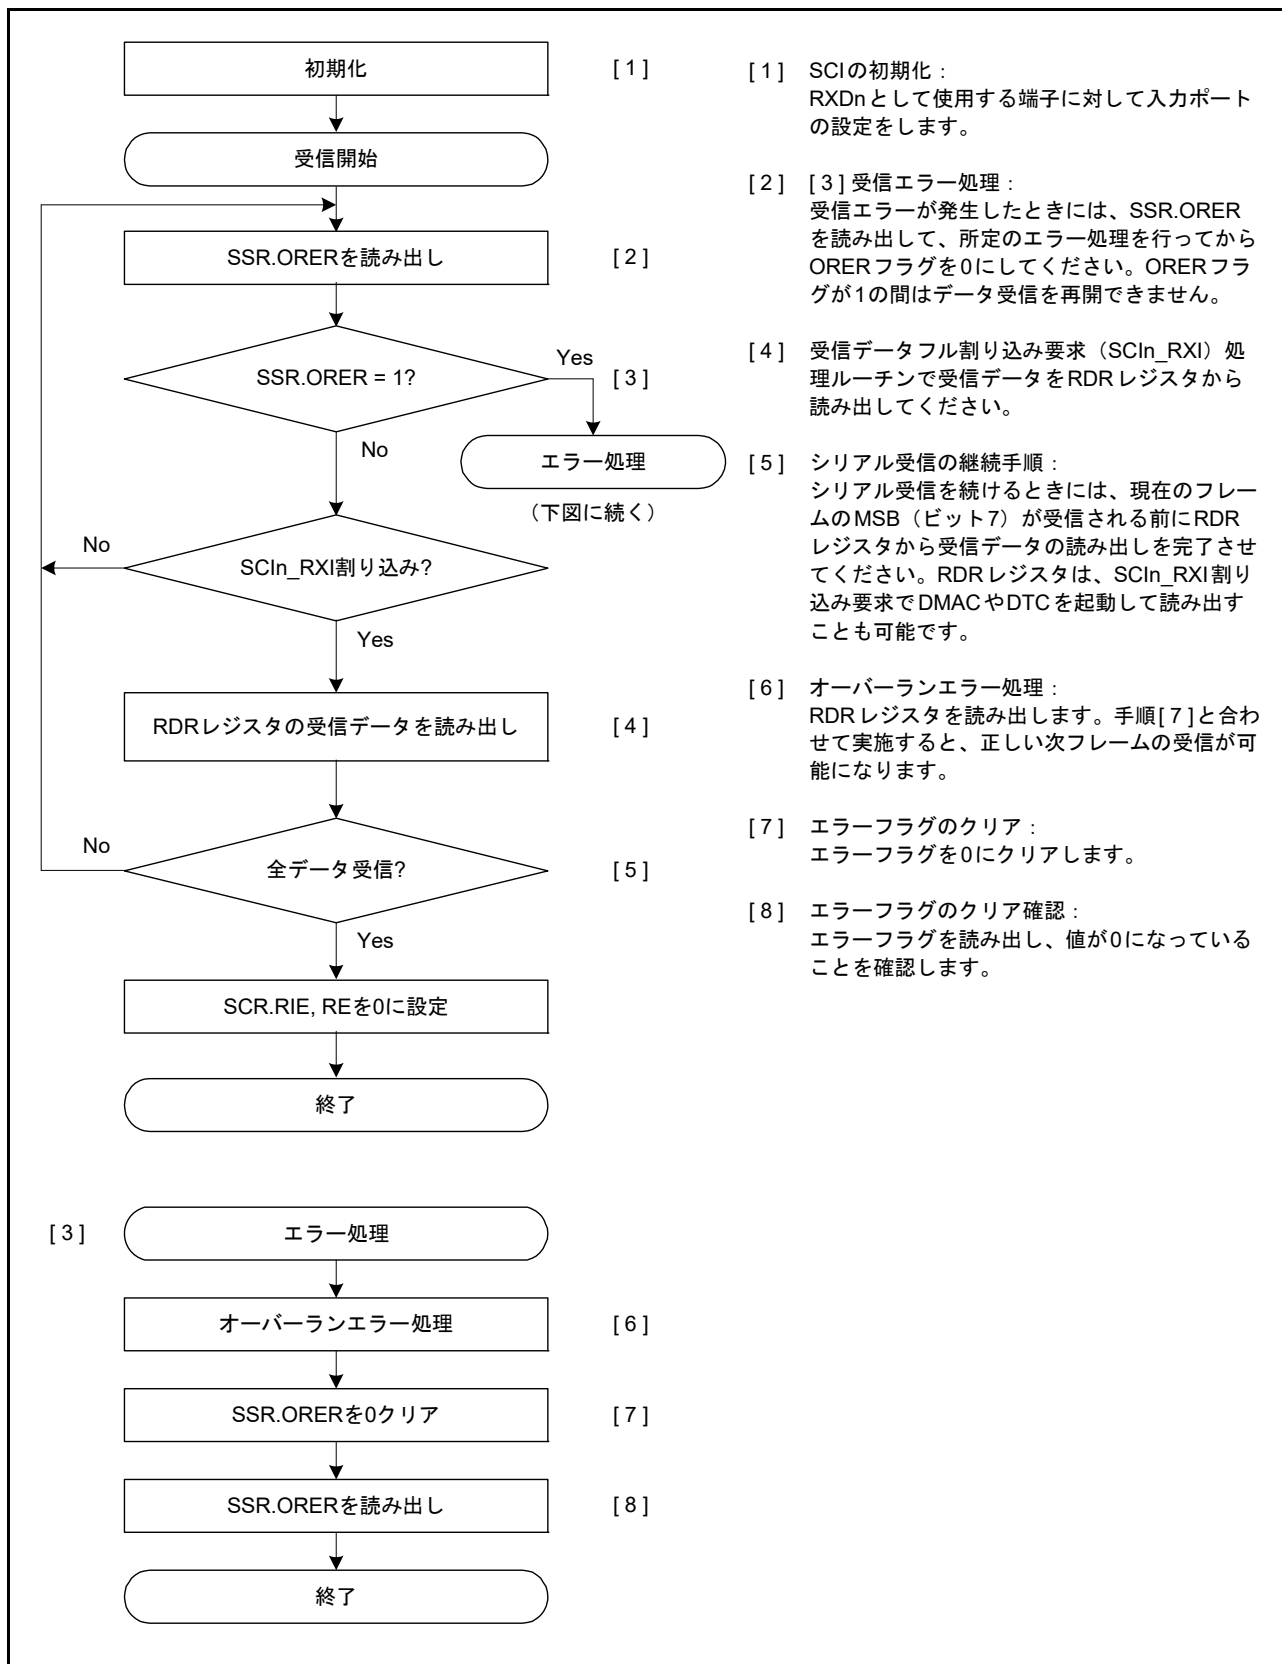 初期化
[ 1 ]
受信開始
SSR.ORERを読み出し
[ 2 ]
SSR.ORER = 1?
Yes
[ 3 ]
No
エラー処理
（下図に続く）
No
SCIn_RXI割り込み?
Yes
RDRレジスタの受信データを読み出し
[ 4 ]
No
全データ受信?
[ 5 ]
Yes
SCR.RIE, REを0に設定
終了
[ 1 ] SCIの初期化：
RXDnとして使用する端子に対して入力ポート
の設定をします。
[ 2 ] [ 3 ] 受信エラー処理：
受信エラーが発生したときには、SSR.ORER
を読み出して、所定のエラー処理を行ってから
ORERフラグを0にしてください。ORERフラ
グが1の間はデータ受信を再開できません。
[ 4 ] 受信データフル割り込み要求（SCIn_RXI）処
理ルーチンで受信データをRDRレジスタから
読み出してください。
[ 5 ] シリアル受信の継続手順：
シリアル受信を続けるときには、現在のフレー
ムのMSB（ビット7）が受信される前にRDR
レジスタから受信データの読み出しを完了させ
てください。RDRレジスタは、SCIn_RXI割り
込み要求でDMACやDTCを起動して読み出す
ことも可能です。
[ 6 ] オーバーランエラー処理：
RDRレジスタを読み出します。手順[ 7 ]と合わ
せて実施すると、正しい次フレームの受信が可
能になります。
[ 7 ] エラーフラグのクリア：
エラーフラグを0にクリアします。
[ 8 ] エラーフラグのクリア確認：
エラーフラグを読み出し、値が0になっている
ことを確認します。
[ 3 ]
エラー処理
オーバーランエラー処理
[ 6 ]
SSR.ORERを0クリア
[ 7 ]
SSR.ORERを読み出し
[ 8 ]
終了